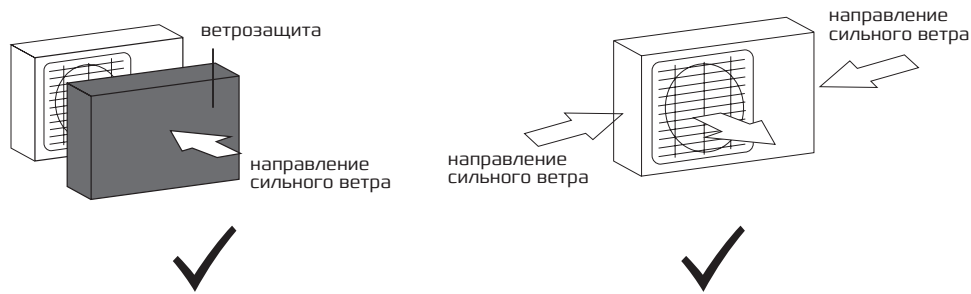 ветрозащита
направление
сильного ветра
направление
сильного ветра
направление
сильного ветра